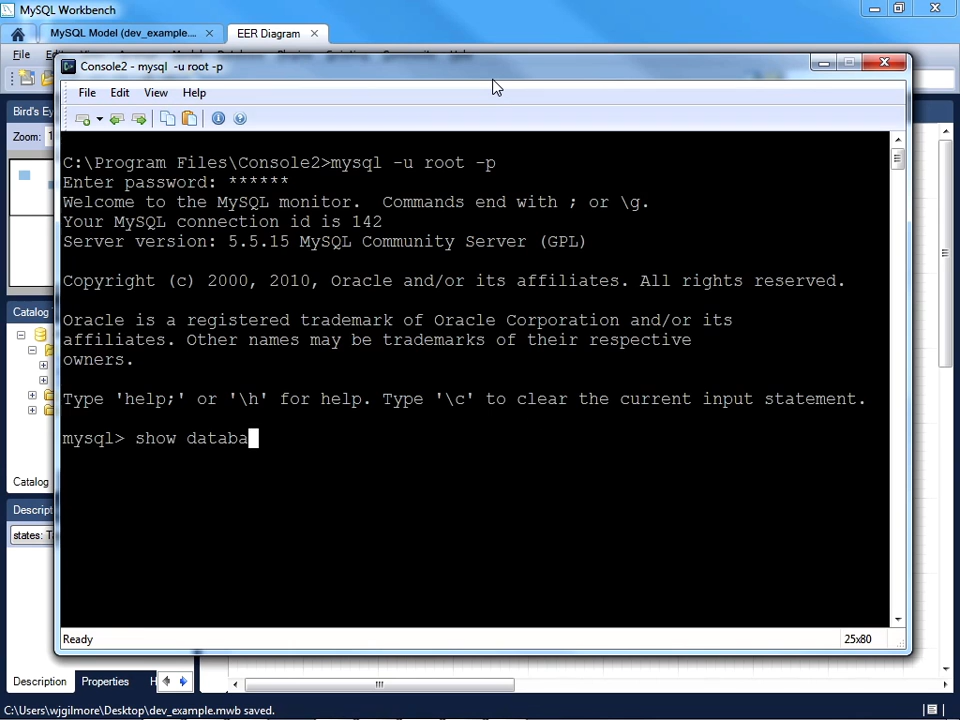 MySQL Workbench
MySQL Model (dev_example....
EER Diagram
File
Console2 - mysql -u root -p
File Edit View Help
Bird's Ey
Zoom: 1
C:\Program Files\Console2>mysql -u root -p
Enter password: ******
Welcome to the MySQL monitor.  Commands end with ; or \g.
Your MySQL connection id is 142
Server version: 5.5.15 MySQL Community Server (GPL)
Copyright (c) 2000, 2010, Oracle and/or its affiliates. All rights reserved.
Oracle is a registered trademark of Oracle Corporation and/or its
affiliates. Other names may be trademarks of their respective
owners.
Type 'help;' or '\h' for help. Type '\c' to clear the current input statement.
mysql> show databa
Catalog
Catalog
Descript
states: Ta
Ready 25x80
Description Properties H
C:\Users\wjgilmore\Desktop\dev_example.mwb saved.